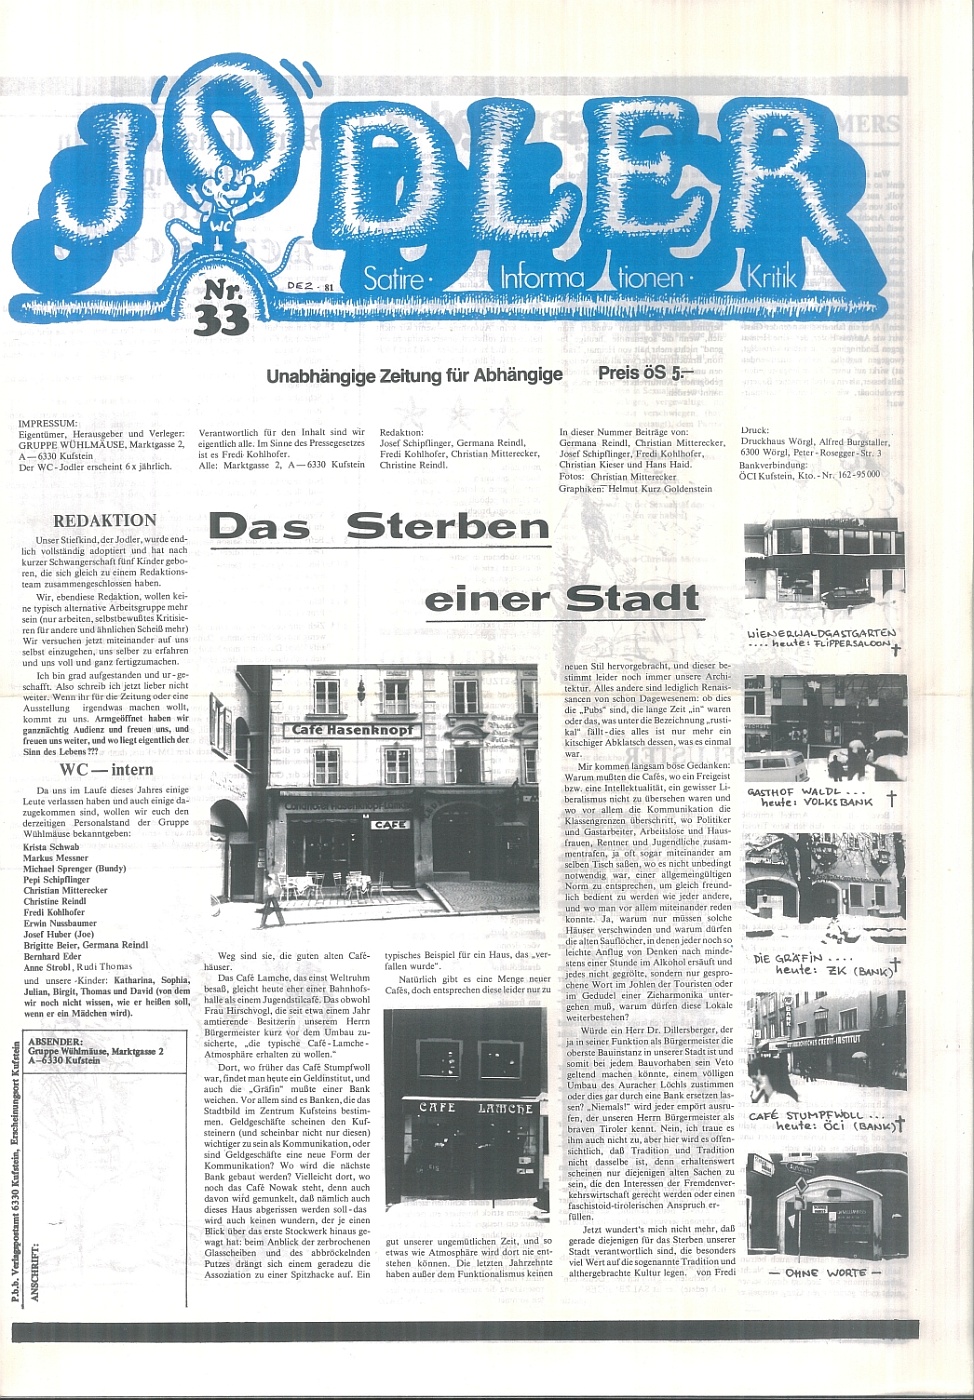 JODLER
WC
Satire · Informationen · Kritik
Nr. 33
DEZ - 81
Unabhängige Zeitung für Abhängige
Preis öS 5.—
IMPRESSUM:
Eigentümer, Herausgeber und Verleger:
GRUPPE WÜHLMÄUSE, Marktgasse 2,
A — 6330 Kufstein
Der WC - Jodler erscheint 6 x jährlich.
Verantwortlich für den Inhalt sind wir
eigentlich alle. Im Sinne des Pressegesetzes
ist es Fredi Kohlhofer.
Alle: Marktgasse 2, A — 6330 Kufstein
Redaktion:
Josef Schipflinger, Germana Reindl,
Fredi Kohlhofer, Christian Mitterecker,
Christine Reindl.
In dieser Nummer Beiträge von:
Germana Reindl, Christian Mitterecker,
Josef Schipflinger, Fredi Kohlhofer,
Christian Kieser und Hans Haid.
Fotos: Christian Mitterecker
Graphiken: Helmut Kurz Goldenstein
Druck:
Druckhaus Wörgl, Alfred Burgstaller,
6300 Wörgl, Peter - Rosegger - Str. 3
Bankverbindung:
ÖCI Kufstein, Kto. - Nr. 162-95 000
REDAKTION
Unser Stiefkind, der Jodler, wurde end-
lich vollständig adoptiert und hat nach
kurzer Schwangerschaft fünf Kinder gebo-
ren, die sich gleich zu einem Redaktions-
team zusammengeschlossen haben.
Wir, ebendiese Redaktion, wollen kei-
ne typisch alternative Arbeitsgruppe mehr
sein (nur arbeiten, selbstbewußtes Kritisie-
ren für andere und ähnlichen Scheiß mehr)
Wir versuchen jetzt miteinander auf uns
selbst einzugehen, uns selber zu erfahren
und uns voll und ganz fertigzumachen.
Ich bin grad aufgestanden und ur - ge-
schafft. Also schreib ich jetzt lieber nicht
weiter. Wenn ihr für die Zeitung oder eine
Ausstellung irgendwas machen wollt,
kommt zu uns. Armgeöffnet haben wir
ganznächtig Audienz und freuen uns, und
freuen uns weiter, und wo liegt eigentlich der
Sinn des Lebens???
WC — intern
Da uns im Laufe dieses Jahres einige
Leute verlassen haben und auch einige da-
zugekommen sind, wollen wir euch den
derzeitigen Personalstand der Gruppe
Wühlmäuse bekanntgeben:
Krista Schwab
Markus Messner
Michael Sprenger (Bundy)
Pepi Schipflinger
Christian Mitterecker
Christine Reindl
Fredi Kohlhofer
Erwin Nussbaumer
Josef Huber (Joe)
Brigitte Beier, Germana Reindl
Bernhard Eder
Anne Strobl, Rudi Thomas
und unsere - Kinder: Katharina, Sophia,
Julian, Birgit, Thomas und David (von dem
wir noch nicht wissen, wie er heißen soll,
wenn er ein Mädchen wird).
ABSENDER:
Gruppe Wühlmäuse, Marktgasse 2
A—6330 Kufstein
P.b.b. Verlagspostamt 6330 Kufstein, Erscheinungsort Kufstein
ANSCHRIFT:
Das Sterben
einer Stadt
Café Hasenknopf
CAFÉ
Weg sind sie, die guten alten Café-
häuser.
Das Café Lamche, das einst Weltruhm
besaß, gleicht heute eher einer Bahnhofs-
halle als einem Jugendstilcafé. Das obwohl
Frau Hirschvogl, die seit etwa einem Jahr
amtierende Besitzerin unserem Herrn
Bürgermeister kurz vor dem Umbau zu-
sicherte, „die typische Café - Lamche -
Atmosphäre erhalten zu wollen.“
Dort, wo früher das Café Stumpfwoll
war, findet man heute ein Geldinstitut, und
auch die „Gräfin“ mußte einer Bank
weichen. Vor allem sind es Banken, die das
Stadtbild im Zentrum Kufsteins bestim-
men. Geldgeschäfte scheinen den Kuf-
steinern (und scheinbar nicht nur diesen)
wichtiger zu sein als Kommunikation, oder
sind Geldgeschäfte eine neue Form der
Kommunikation? Wo wird die nächste
Bank gebaut werden? Vielleicht dort, wo
noch das Café Nowak steht, denn auch
davon wird gemunkelt, daß nämlich auch
dieses Haus abgerissen werden soll - das
wird auch keinen wundern, der je einen
Blick über das erste Stockwerk hinaus ge-
wagt hat: beim Anblick der zerbrochenen
Glasscheiben und des abbröckelnden
Putzes drängt sich einem geradezu die
Assoziation zu einer Spitzhacke auf. Ein
typisches Beispiel für ein Haus, das „ver-
fallen wurde“.
Natürlich gibt es eine Menge neuer
Cafés, doch entsprechen diese leider nur zu
CAFE LAMCHE
gut unserer ungemütlichen Zeit, und so
etwas wie Atmosphäre wird dort nie ent-
stehen können. Die letzten Jahrzehnte
haben außer dem Funktionalismus keinen
neuen Stil hervorgebracht, und dieser be-
stimmt leider noch immer unsere Archi-
tektur. Alles andere sind lediglich Renais-
sancen von schon Dagewesenem: ob dies
die „Pubs“ sind, die lange Zeit „in“ waren
oder das, was unter die Bezeichnung „rusti-
kal“ fällt - dies alles ist nur mehr ein
kitschiger Abklatsch dessen, was es einmal
war.
Mir kommen langsam böse Gedanken:
Warum mußten die Cafés, wo ein Freigeist
bzw. eine Intellektualität, ein gewisser Li-
beralismus nicht zu übersehen waren und
wo vor allem die Kommunikation die
Klassengrenzen überschritt, wo Politiker
und Gastarbeiter, Arbeitslose und Haus-
frauen, Rentner und Jugendliche zusam-
mentrafen, ja oft sogar miteinander am
selben Tisch saßen, wo es nicht unbedingt
notwendig war, einer allgemeingültigen
Norm zu entsprechen, um gleich freund-
lich bedient zu werden wie jeder andere,
und wo man vor allem miteinander reden
konnte. Ja, warum nur müssen solche
Häuser verschwinden und warum dürfen
die alten Sauflöcher, in denen jeder noch so
leichte Anflug von Denken nach minde-
stens einer Stunde im Alkohol ersäuft und
jedes nicht gegrölte, sondern nur gespro-
chene Wort im Johlen der Touristen oder
im Gedudel einer Zieharmonika unter-
gehen muß, warum dürfen diese Lokale
weiterbestehen?
Würde ein Herr Dr. Dillersberger, der
ja in seiner Funktion als Bürgermeister die
oberste Bauinstanz in unserer Stadt ist und
somit bei jedem Bauvorhaben sein Veto
geltend machen könnte, einem völligen
Umbau des Auracher Löchls zustimmen
oder dies gar durch eine Bank ersetzen las-
sen? „Niemals!“ wird jeder empört ausru-
fen, der unseren Herrn Bürgermeister als
braven Tiroler kennt. Nein, ich traue es
ihm auch nicht zu, aber hier wird es offen-
sichtlich, daß Tradition und Tradition
nicht dasselbe ist, denn erhaltenswert
scheinen nur diejenigen alten Sachen zu
sein, die den Interessen der Fremdenver-
kehrswirtschaft gerecht werden oder einen
faschistoid-tirolerischen Anspruch er-
füllen.
Jetzt wundert's mich nicht mehr, daß
gerade diejenigen für das Sterben unserer
Stadt verantwortlich sind, die besonders
viel Wert auf die sogenannte Tradition und
althergebrachte Kultur legen. von Fredi
WIENERWALDGASTGARTEN
.... heute: FLIPPERSALOON
GASTHOF WALDL ...
heute: VOLKSBANK
DIE GRÄFIN ....
heute: ZK (BANK)
CAFÉ STUMPFWOLL ...
heute: ÖCI (BANK)
— OHNE WORTE —